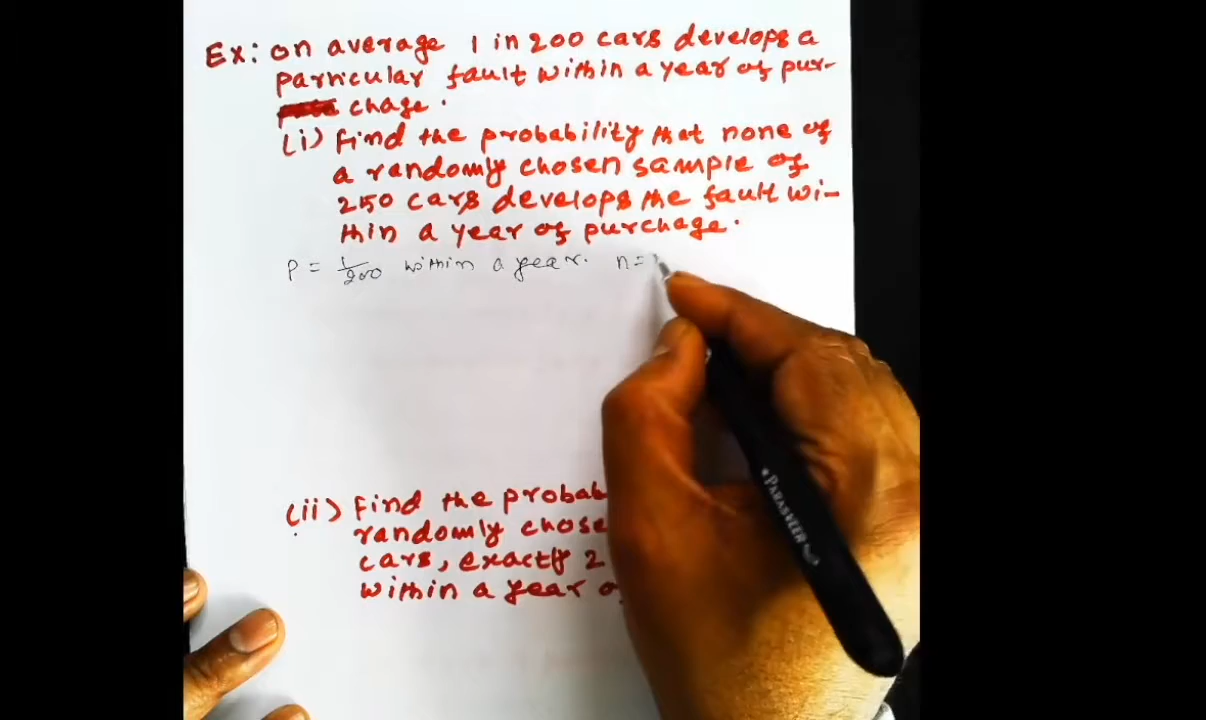 Ex: on average 1 in 200 cars develops a
particular fault within a year of pur-
chage.
(i) Find the probability that none of
a randomly chosen sample of
250 cars develops the fault wi-
thin a year of purchage.
P = 1/200 within a year. n=
(ii) Find the probab
randomly chose
cars, exactly 2
within a year o
PARASHEER